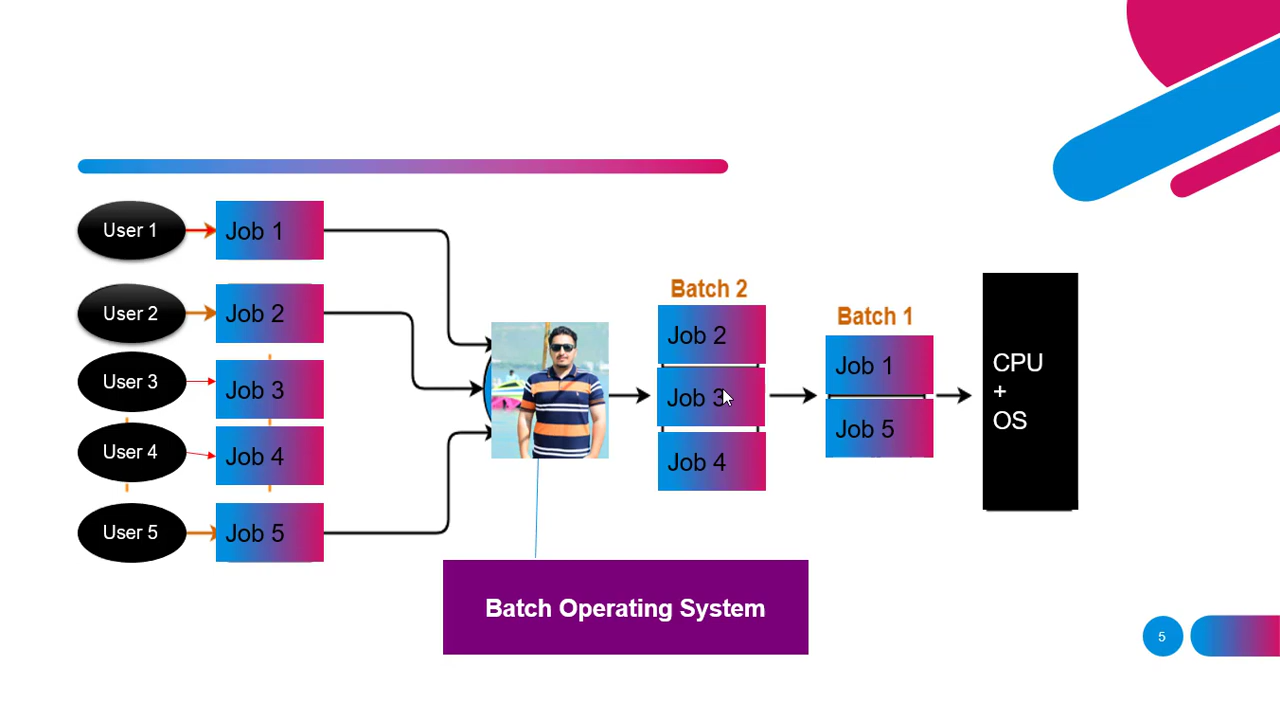 User 1
Job 1
User 2
Job 2
User 3
Job 3
User 4
Job 4
User 5
Job 5
Batch 2
Job 2
Job 3
Job 4
Batch 1
Job 1
Job 5
CPU
+
OS
Batch Operating System
5